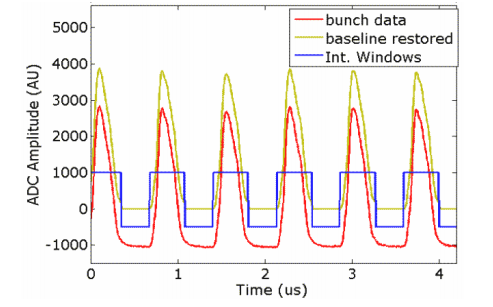 bunch data
baseline restored
Int. Windows
5000
4000
3000
2000
1000
0
-1000
ADC Amplitude (AU)
0 1 2 3 4
Time (us)